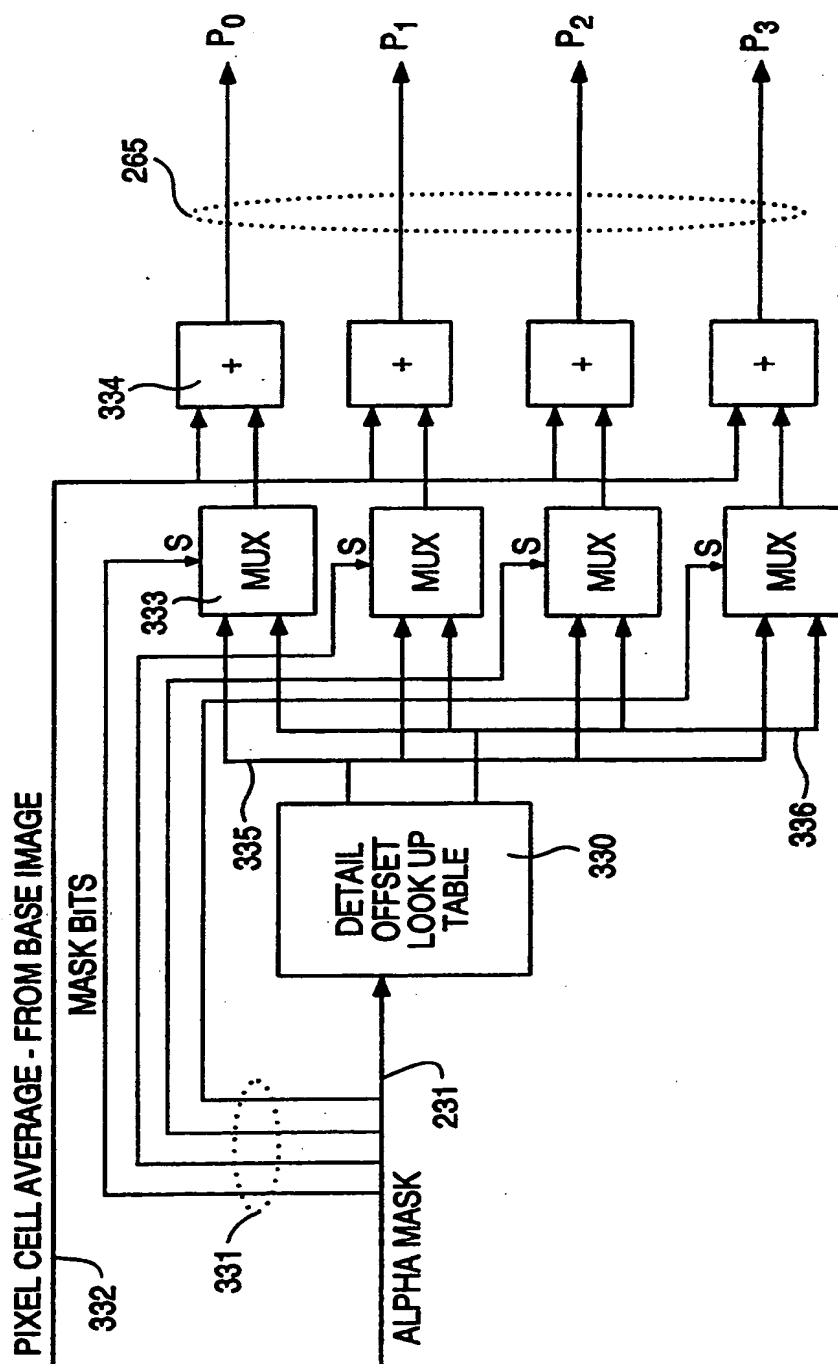 PIXEL CELL AVERAGE - FROM BASE IMAGE
332
MASK BITS
331
ALPHA MASK
231
DETAIL
OFFSET
LOOK UP
TABLE
330
335
336
S
MUX
333
S
MUX
S
MUX
S
MUX
334
+
+
+
+
265
P0
P1
P2
P3